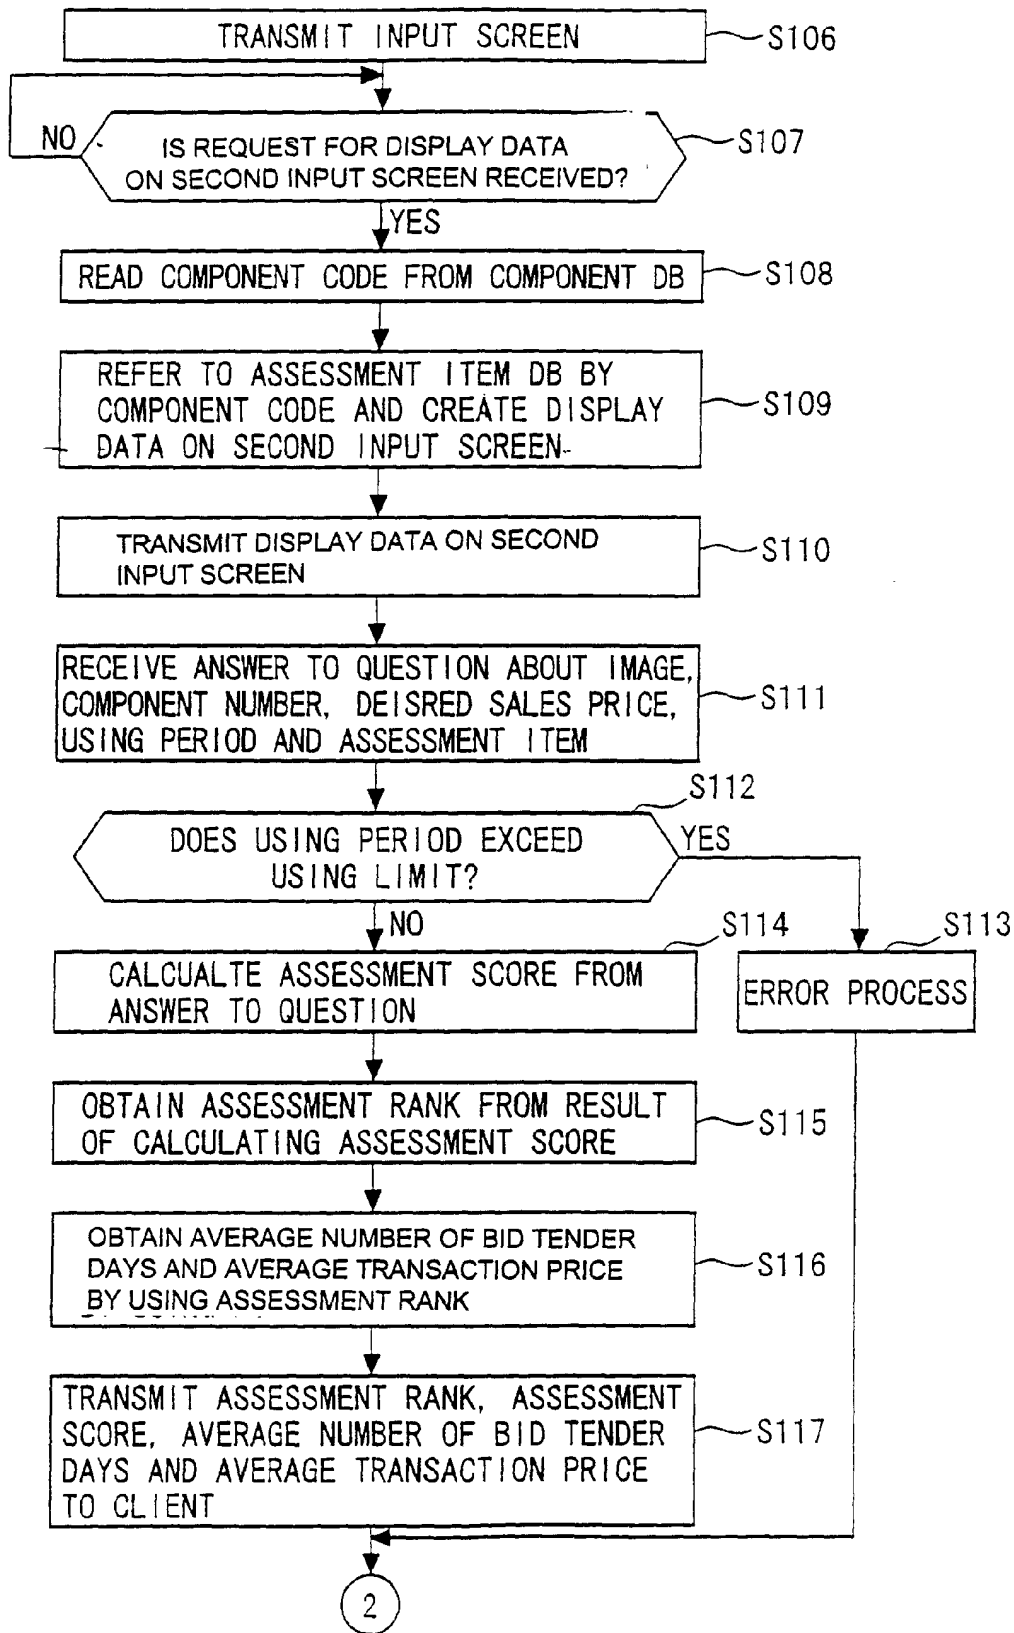 TRANSMIT INPUT SCREEN
S106
NO
IS REQUEST FOR DISPLAY DATA
ON SECOND INPUT SCREEN RECEIVED?
S107
YES
READ COMPONENT CODE FROM COMPONENT DB
S108
REFER TO ASSESSMENT ITEM DB BY
COMPONENT CODE AND CREATE DISPLAY
DATA ON SECOND INPUT SCREEN
S109
TRANSMIT DISPLAY DATA ON SECOND
INPUT SCREEN
S110
RECEIVE ANSWER TO QUESTION ABOUT IMAGE,
COMPONENT NUMBER, DEISRED SALES PRICE,
USING PERIOD AND ASSESSMENT ITEM
S111
S112
DOES USING PERIOD EXCEED
USING LIMIT?
YES
NO
S114
S113
CALCUALTE ASSESSMENT SCORE FROM
ANSWER TO QUESTION
ERROR PROCESS
OBTAIN ASSESSMENT RANK FROM RESULT
OF CALCULATING ASSESSMENT SCORE
S115
OBTAIN AVERAGE NUMBER OF BID TENDER
DAYS AND AVERAGE TRANSACTION PRICE
BY USING ASSESSMENT RANK
S116
TRANSMIT ASSESSMENT RANK, ASSESSMENT
SCORE, AVERAGE NUMBER OF BID TENDER
DAYS AND AVERAGE TRANSACTION PRICE
TO CLIENT
S117
2